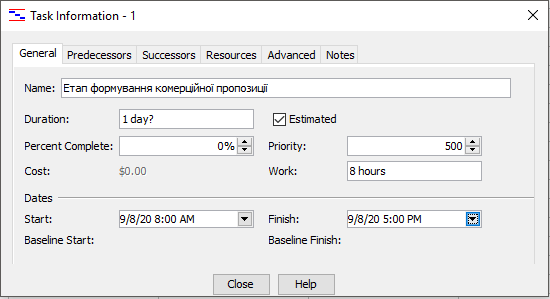 Task Information - 1
General Predecessors Successors Resources Advanced Notes
Name: Етап формування комерційної пропозиції
Duration: 1 day? Estimated
Percent Complete: 0% Priority: 500
Cost: $0.00 Work: 8 hours
Dates
Start: 9/8/20 8:00 AM Finish: 9/8/20 5:00 PM
Baseline Start: Baseline Finish:
Close Help